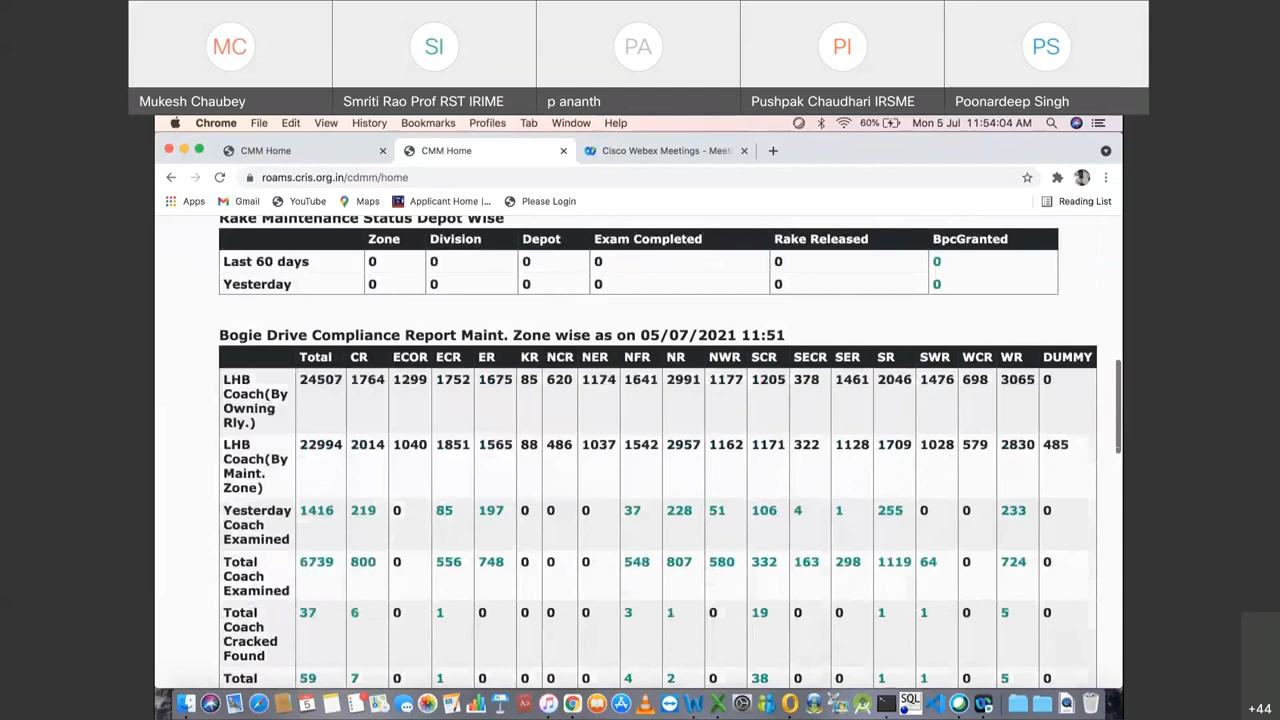 MC SI PA PI PS
Mukesh Chaubey Smriti Rao Prof RST IRIME p ananth Pushpak Chaudhari IRSME Poonardeep Singh
Chrome File Edit View History Bookmarks Profiles Tab Window Help 60% Mon 5 Jul 11:54:04 AM
CMM Home CMM Home Cisco Webex Meetings - Meeti
roams.cris.org.in/cdmm/home
Apps Gmail YouTube Maps Applicant Home |... Please Login Reading List
Rake Maintenance Status Depot Wise
Zone Division Depot Exam Completed Rake Released BpcGranted
Last 60 days 0 0 0 0 0 0
Yesterday 0 0 0 0 0 0
Bogie Drive Compliance Report Maint. Zone wise as on 05/07/2021 11:51
Total CR ECOR ECR ER KR NCR NER NFR NR NWR SCR SECR SER SR SWR WCR WR DUMMY
LHB 24507 1764 1299 1752 1675 85 620 1174 1641 2991 1177 1205 378 1461 2046 1476 698 3065 0
Coach(By
Owning
Rly.)
LHB 22994 2014 1040 1851 1565 88 486 1037 1542 2957 1162 1171 322 1128 1709 1028 579 2830 485
Coach(By
Maint.
Zone)
Yesterday 1416 219 0 85 197 0 0 0 37 228 51 106 4 1 255 0 0 233 0
Coach
Examined
Total 6739 800 0 556 748 0 0 0 548 807 580 332 163 298 1119 64 0 724 0
Coach
Examined
Total 37 6 0 1 0 0 0 0 3 1 0 19 0 0 1 1 0 5 0
Coach
Cracked
Found
Total 59 7 0 1 0 0 0 0 4 2 0 38 0 0 1 1 0 5 0
SQL
+44